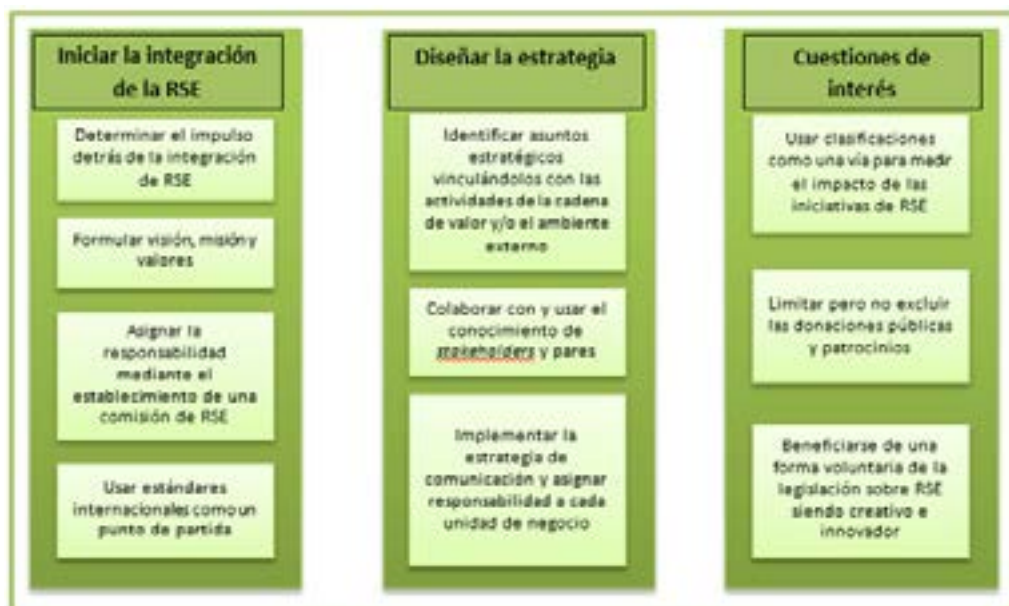 Iniciar la integración
de la RSE
Determinar el impulso
detrás de la integración
de RSE
Formular visión, misión y
valores
Asignar la
responsabilidad
mediante el
establecimiento de una
comisión de RSE
Usar estándares
internacionales como un
punto de partida
Diseñar la estrategia
Identificar asuntos
estratégicos
vinculándolos con las
actividades de la cadena
de valor y/o el ambiente
externo
Colaborar con y usar el
conocimiento de
stakeholders y pares
Implementar la
estrategia de
comunicación y asignar
responsabilidad a cada
unidad de negocio
Cuestiones de
interés
Usar clasificaciones
como una vía para medir
el impacto de las
iniciativas de RSE
Limitar pero no excluir
las donaciones públicas
y patrocinios
Beneficiarse de una
forma voluntaria de la
legislación sobre RSE
siendo creativo e
innovador